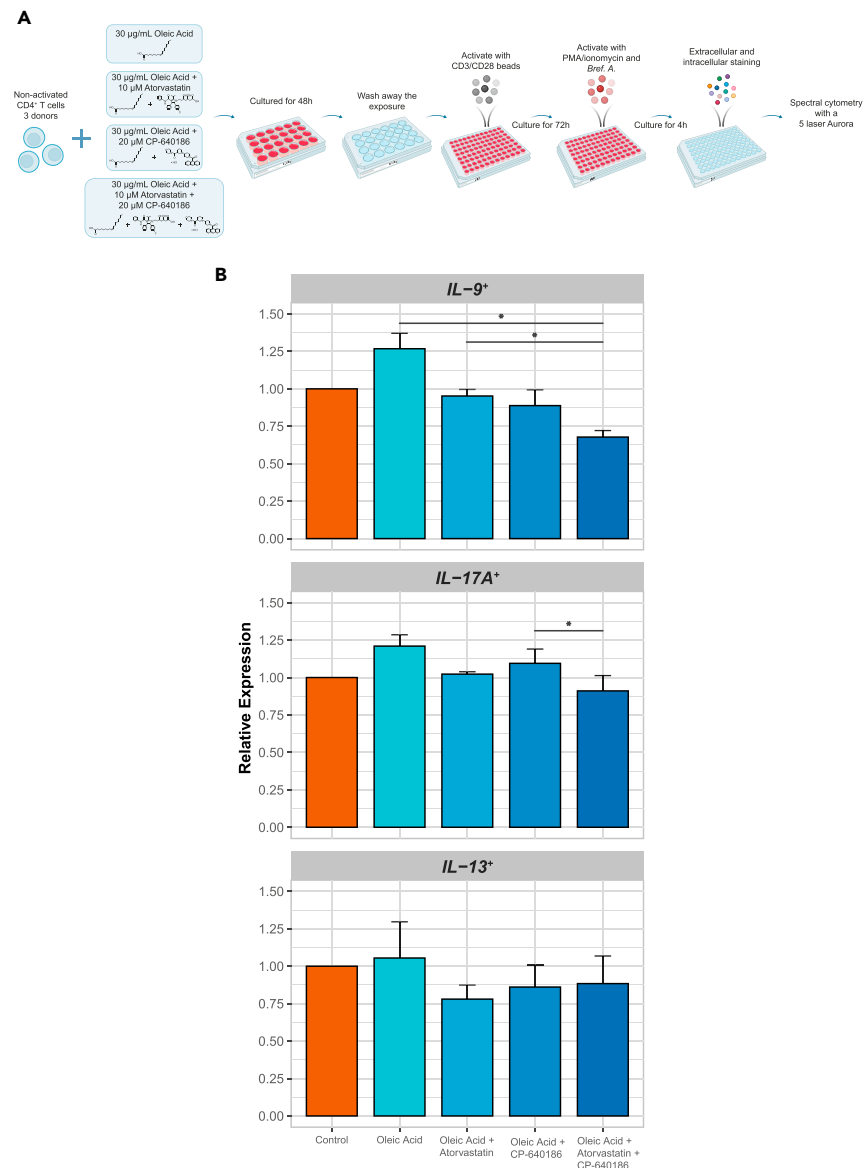 A
Non-activated
CD4+ T cells
3 donors
30 µg/mL Oleic Acid
30 µg/mL Oleic Acid +
10 µM Atorvastatin
30 µg/mL Oleic Acid +
20 µM CP-640186
30 µg/mL Oleic Acid +
10 µM Atorvastatin +
20 µM CP-640186
Cultured for 48h
Wash away the
exposure
Activate with
CD3/CD28 beads
Culture for 72h
Activate with
PMA/ionomycin and
Bref. A.
Culture for 4h
Extracellular and
intracellular staining
Spectral cytometry
with a
5 laser Aurora
B
Relative Expression
IL−9+
1.50
1.25
1.00
0.75
0.50
0.25
0.00
*
*
IL−17A+
1.50
1.25
1.00
0.75
0.50
0.25
0.00
*
IL−13+
1.50
1.25
1.00
0.75
0.50
0.25
0.00
Control
Oleic Acid
Oleic Acid +
Atorvastatin
Oleic Acid +
CP-640186
Oleic Acid +
Atorvastatin +
CP-640186